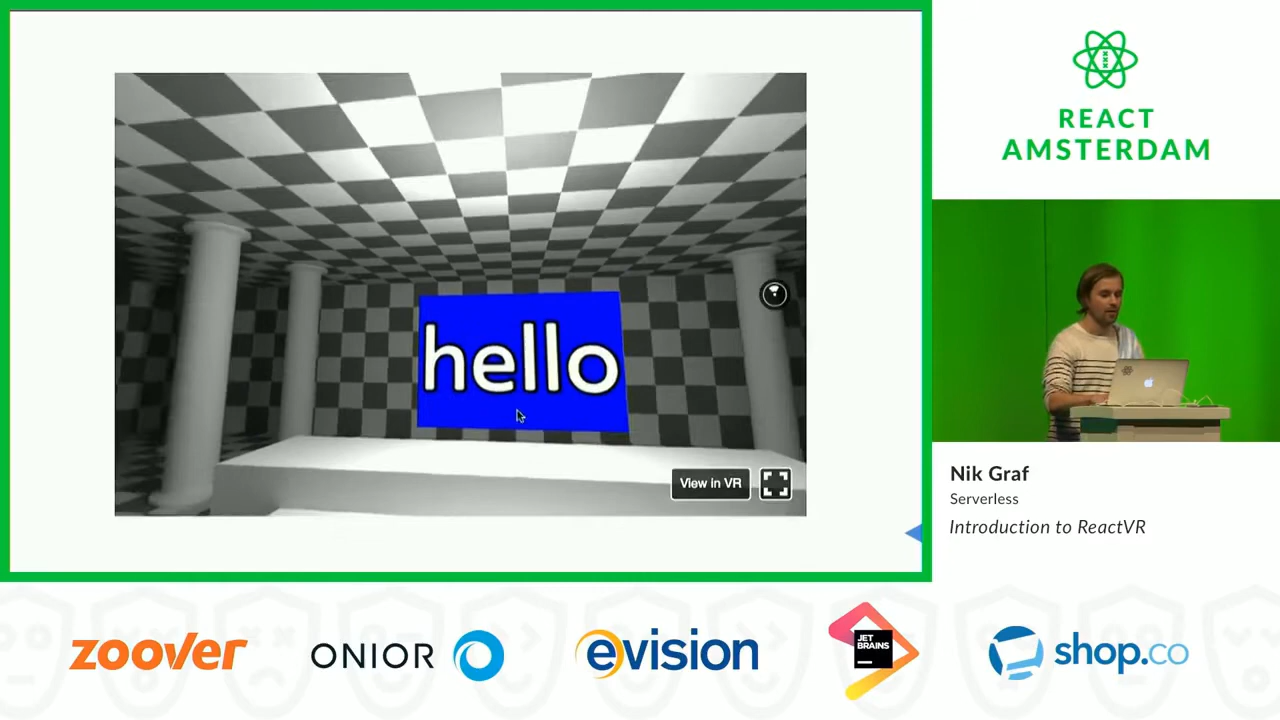 hello
View in VR
REACT
AMSTERDAM
Nik Graf
Serverless
Introduction to ReactVR
zoover
ONIOR
evision
JET
BRAINS
shop.co